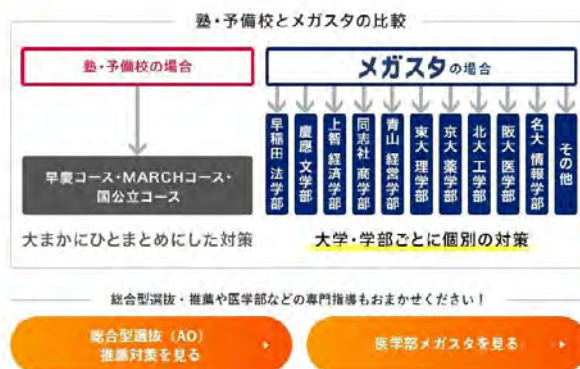 塾・予備校とメガスタの比較
塾・予備校の場合
メガスタの場合
早慶コース・MARCHコース・
国公立コース
早稲田 法学部
慶應 文学部
上智 経済学部
同志社 商学部
青山 経営学部
東大 理学部
京大 薬学部
北大 工学部
阪大 医学部
名大 情報学部
その他
大まかにひとまとめにした対策
大学・学部ごとに個別の対策
総合型選抜・推薦や医学部などの専門指導もおまかせください！
総合型選抜（AO）
推薦対策を見る
医学部メガスタを見る